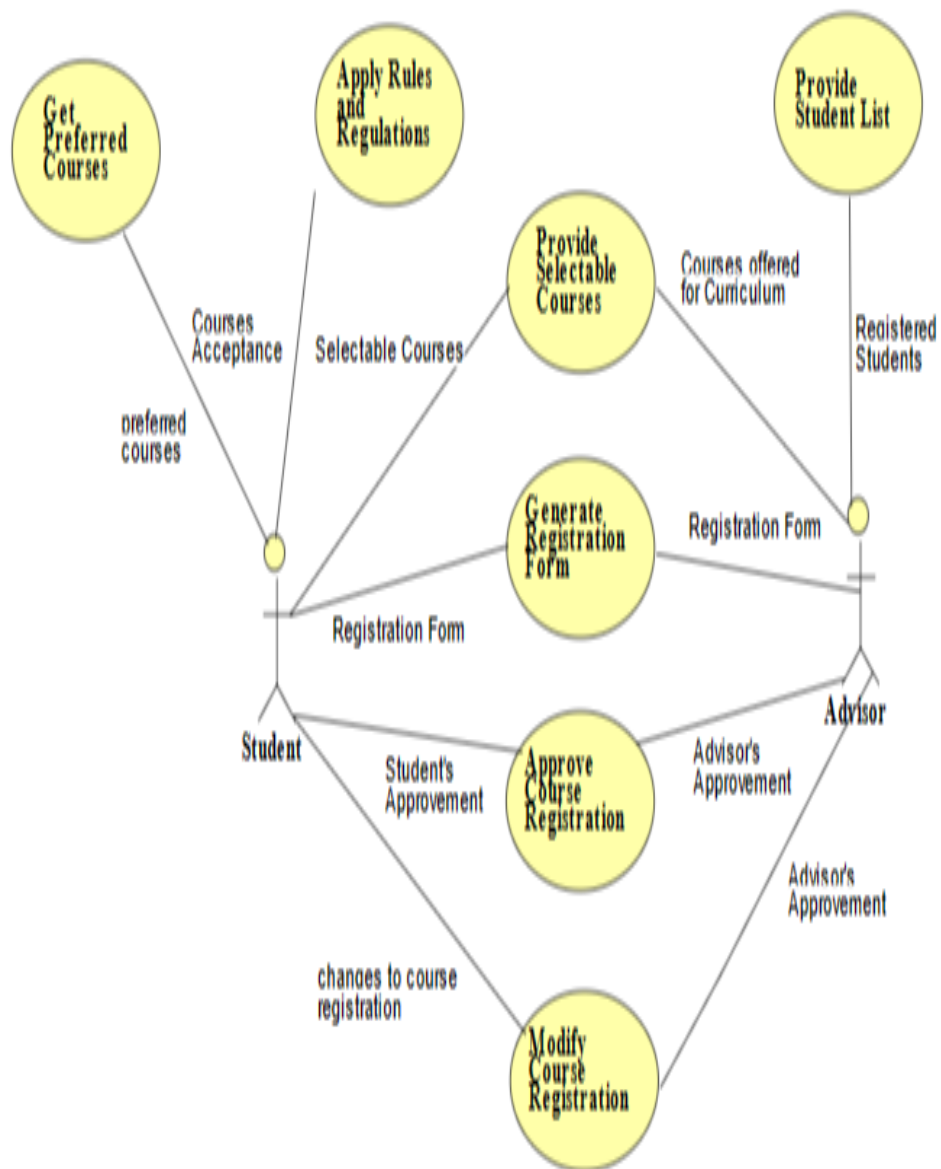 Get
Preferred
Courses
Apply Rules
and
Regulations
Provide
Student List
Provide
Selectable
Courses
Courses offered
for Curriculum
Courses
Acceptance
Selectable Courses
Registered
Students
preferred
courses
Generate
Registration
Form
Registration Form
Registration Form
Student
Advisor
Student's
Approvement
Approve
Course
Registration
Advisor's
Approvement
Advisor's
Approvement
changes to course
registration
Modify
Course
Registration